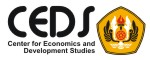 CEDS
Center for Economics and
Development Studies